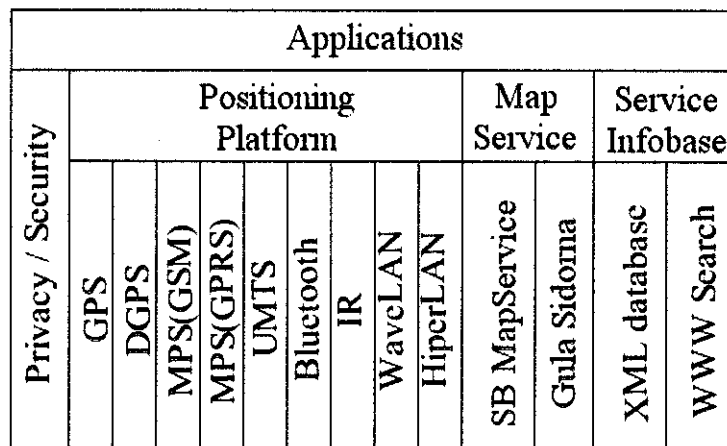 Applications
Privacy / Security
Positioning
Platform
Map
Service
Service
Infobase
GPS
DGPS
MPS(GSM)
MPS(GPRS)
UMTS
Bluetooth
IR
WaveLAN
HiperLAN
SB MapService
Gula Sidorna
XML database
WWW Search